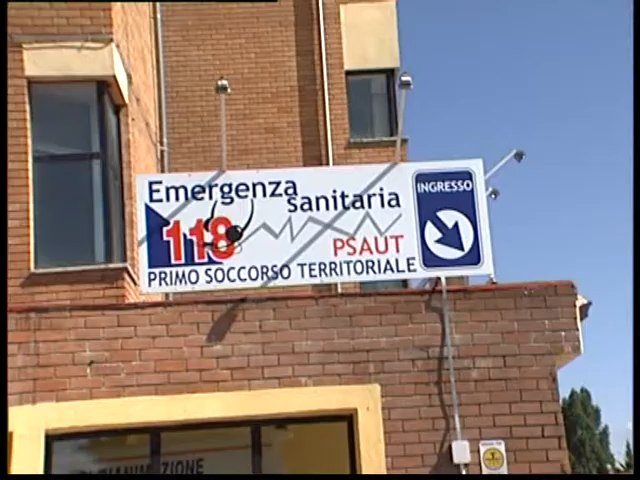 Emergenza
sanitaria
118
PSAUT
PRIMO SOCCORSO TERRITORIALE
INGRESSO